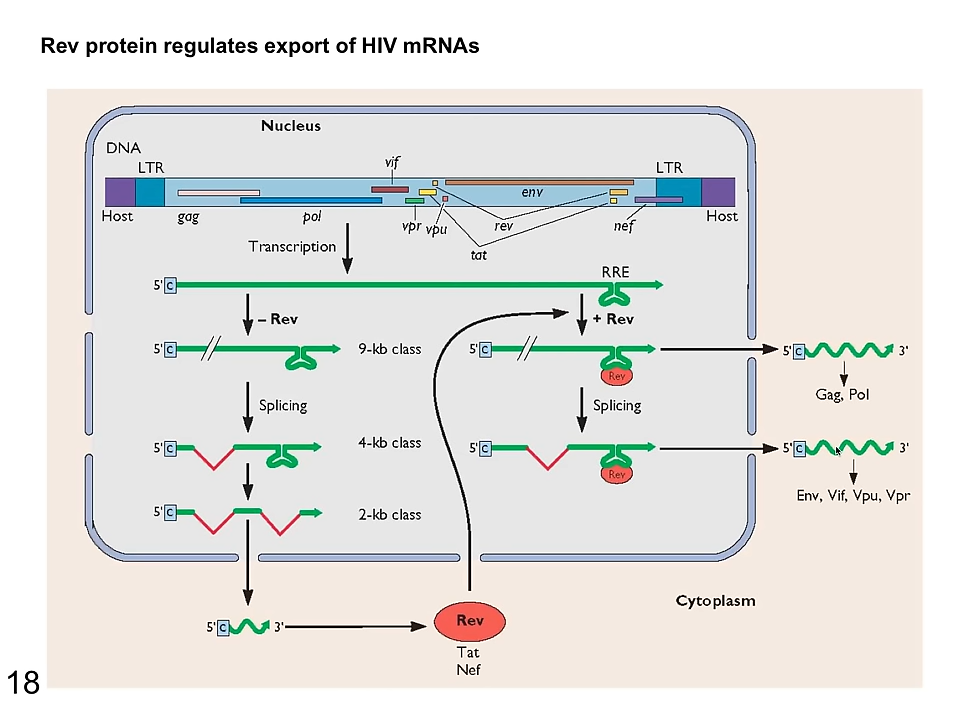 Rev protein regulates export of HIV mRNAs
Nucleus
DNA
LTR
vif
LTR
env
Host
gag
pol
vpr
vpu
rev
nef
Host
tat
Transcription
RRE
5' C
– Rev
+ Rev
5' C
9-kb class
5' C
Rev
5' C
3'
Gag, Pol
Splicing
Splicing
5' C
4-kb class
5' C
Rev
5' C
3'
Env, Vif, Vpu, Vpr
5' C
2-kb class
Cytoplasm
5' C
3'
Rev
Tat
Nef
18